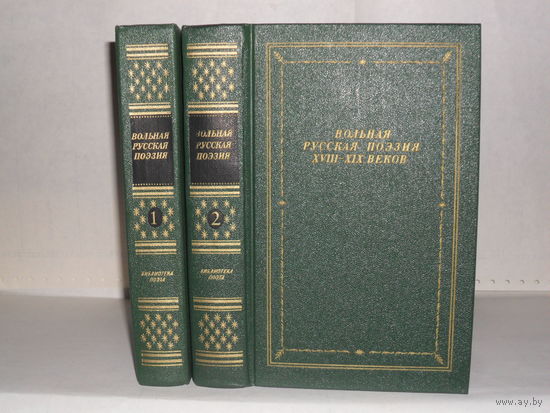 ВОЛЬНАЯ
РУССКАЯ
ПОЭЗИЯ
1
БИБЛИОТЕКА
ПОЭТА
ВОЛЬНАЯ
РУССКАЯ
ПОЭЗИЯ
2
БИБЛИОТЕКА
ПОЭТА
ВОЛЬНАЯ
РУССКАЯ ПОЭЗИЯ
XVIII-XIX ВЕКОВ
© www.ay.by